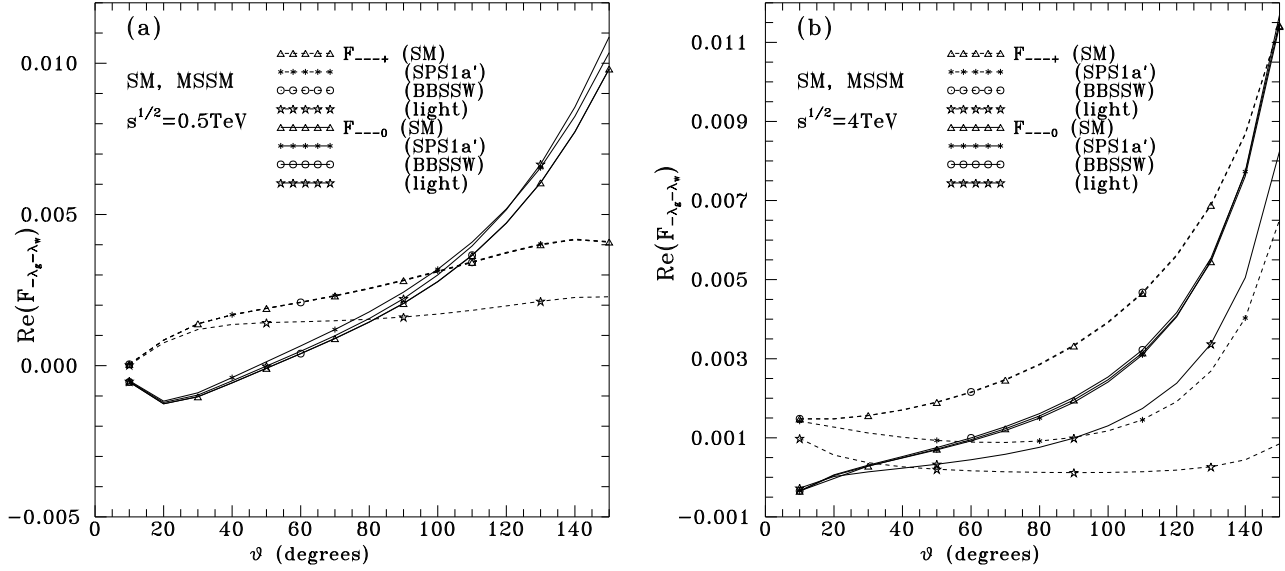 (a)
SM, MSSM
s^1/2=0.5TeV
F_−−−+ (SM)
(SPS1a')
(BBSSW)
(light)
F_−−−0 (SM)
(SPS1a')
(BBSSW)
(light)
Re(F_−λ_g−λ_w)
0.010
0.005
0.000
−0.005
0 20 40 60 80 100 120 140
ϑ (degrees)
(b)
SM, MSSM
s^1/2=4TeV
F_−−−+ (SM)
(SPS1a')
(BBSSW)
(light)
F_−−−0 (SM)
(SPS1a')
(BBSSW)
(light)
Re(F_−λ_g−λ_w)
0.011
0.009
0.007
0.005
0.003
0.001
−0.001
0 20 40 60 80 100 120 140
ϑ (degrees)